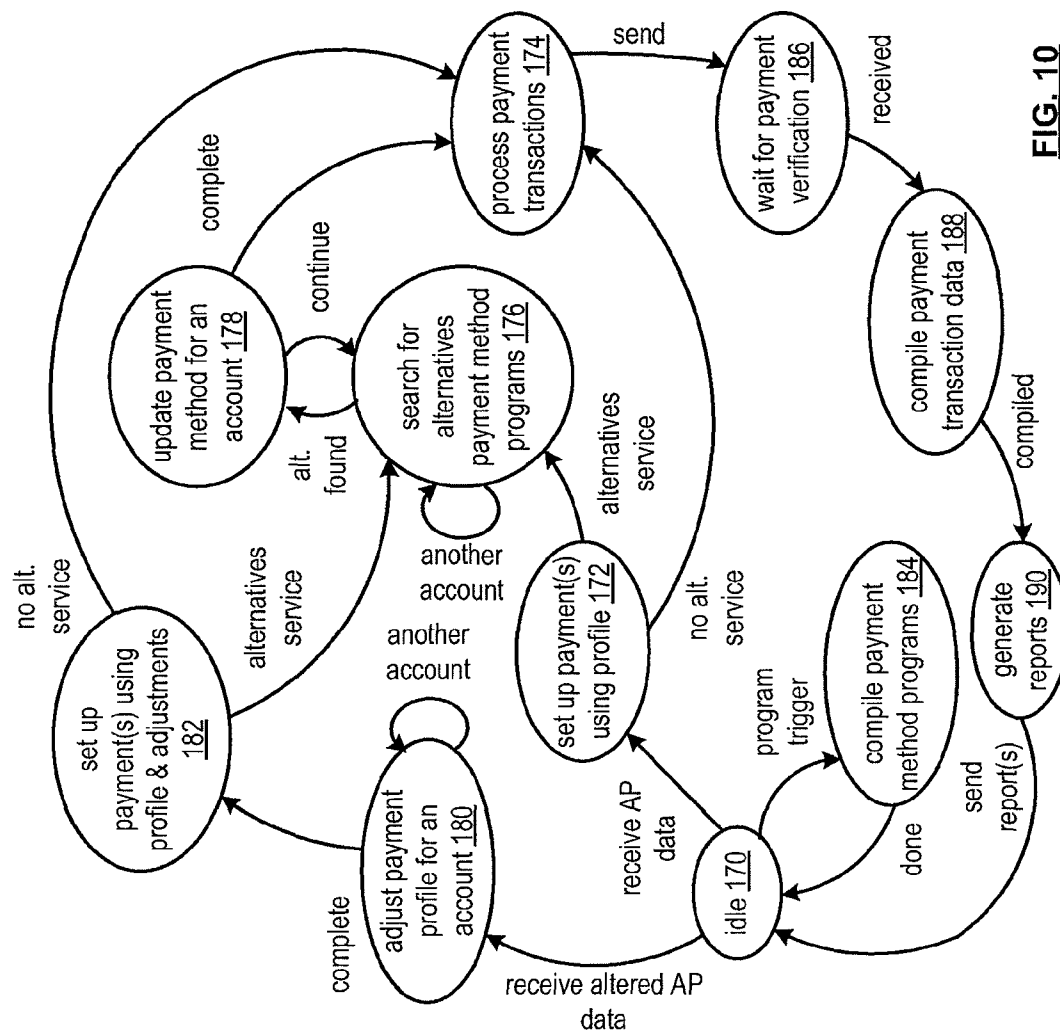 no alt.
service
set up
payment(s) using
profile & adjustments
182
alternatives
service
complete
adjust payment
profile for an
account 180
another
account
receive altered AP
data
update payment
method for an
account 178
complete
continue
alt.
found
search for
alternatives
payment method
programs 176
another
account
alternatives
service
set up payment(s)
using profile 172
no alt.
service
receive AP
data
idle 170
program
trigger
compile payment
method programs 184
done
send
report(s)
process payment
transactions 174
send
wait for payment
verification 186
received
compile payment
transaction data 188
compiled
generate
reports 190
FIG. 10